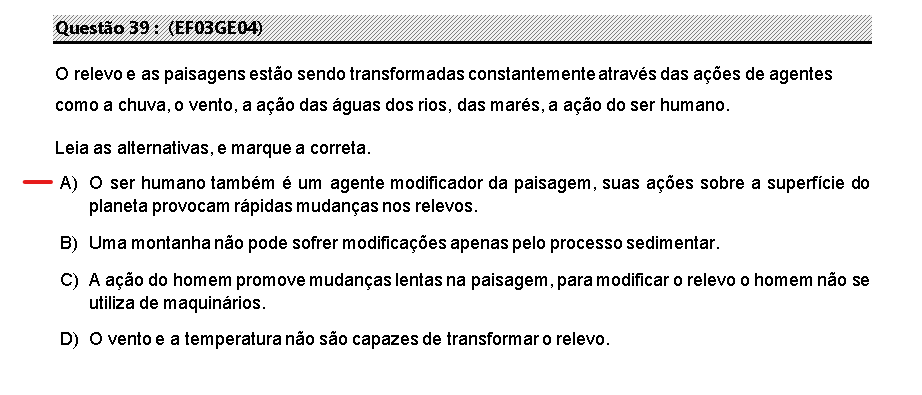 Questão 39 : (EF03GE04)
O relevo e as paisagens estão sendo transformadas constantemente através das ações de agentes
como a chuva, o vento, a ação das águas dos rios, das marés, a ação do ser humano.
Leia as alternativas, e marque a correta.
A) O ser humano também é um agente modificador da paisagem, suas ações sobre a superfície do
planeta provocam rápidas mudanças nos relevos.
B) Uma montanha não pode sofrer modificações apenas pelo processo sedimentar.
C) A ação do homem promove mudanças lentas na paisagem, para modificar o relevo o homem não se
utiliza de maquinários.
D) O vento e a temperatura não são capazes de transformar o relevo.